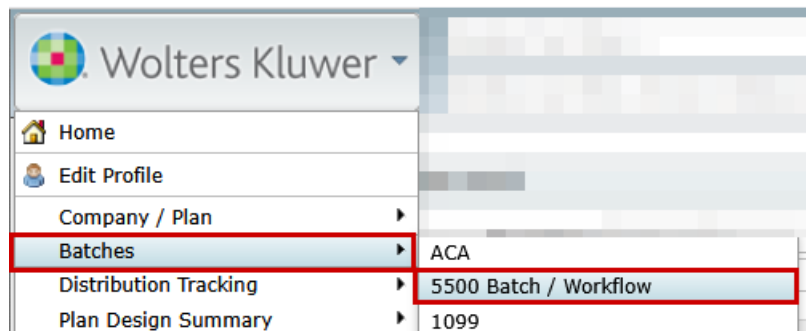 Wolters Kluwer
Home
Edit Profile
Company / Plan
Batches
ACA
Distribution Tracking
5500 Batch / Workflow
Plan Design Summary
1099